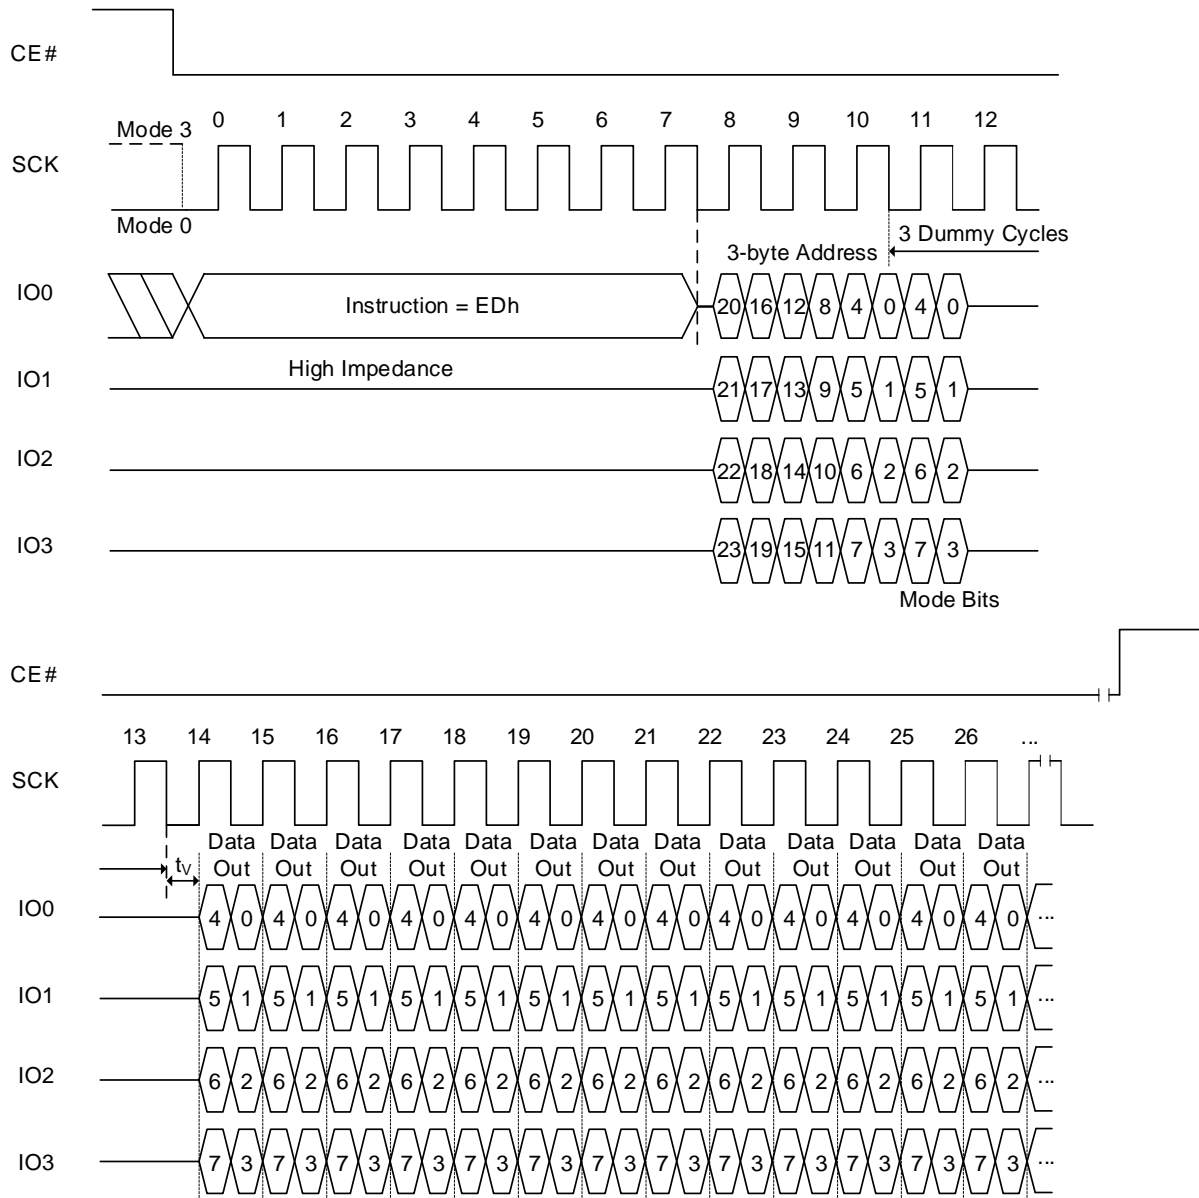 CE#
Mode 3
0 1 2 3 4 5 6 7 8 9 10 11 12
SCK
Mode 0
3 Dummy Cycles
3-byte Address
IO0
Instruction = EDh
20 16 12 8 4 0 4 0
High Impedance
IO1
21 17 13 9 5 1 5 1
IO2
22 18 14 10 6 2 6 2
IO3
23 19 15 11 7 3 7 3
Mode Bits
CE#
13 14 15 16 17 18 19 20 21 22 23 24 25 26 ...
SCK
Data Data Data Data Data Data Data Data Data Data Data Data Data
tV Out Out Out Out Out Out Out Out Out Out Out Out Out
IO0
4 0 4 0 4 0 4 0 4 0 4 0 4 0 4 0 4 0 4 0 4 0 4 0 4 0 ...
IO1
5 1 5 1 5 1 5 1 5 1 5 1 5 1 5 1 5 1 5 1 5 1 5 1 5 1 ...
IO2
6 2 6 2 6 2 6 2 6 2 6 2 6 2 6 2 6 2 6 2 6 2 6 2 6 2 ...
IO3
7 3 7 3 7 3 7 3 7 3 7 3 7 3 7 3 7 3 7 3 7 3 7 3 7 3 ...